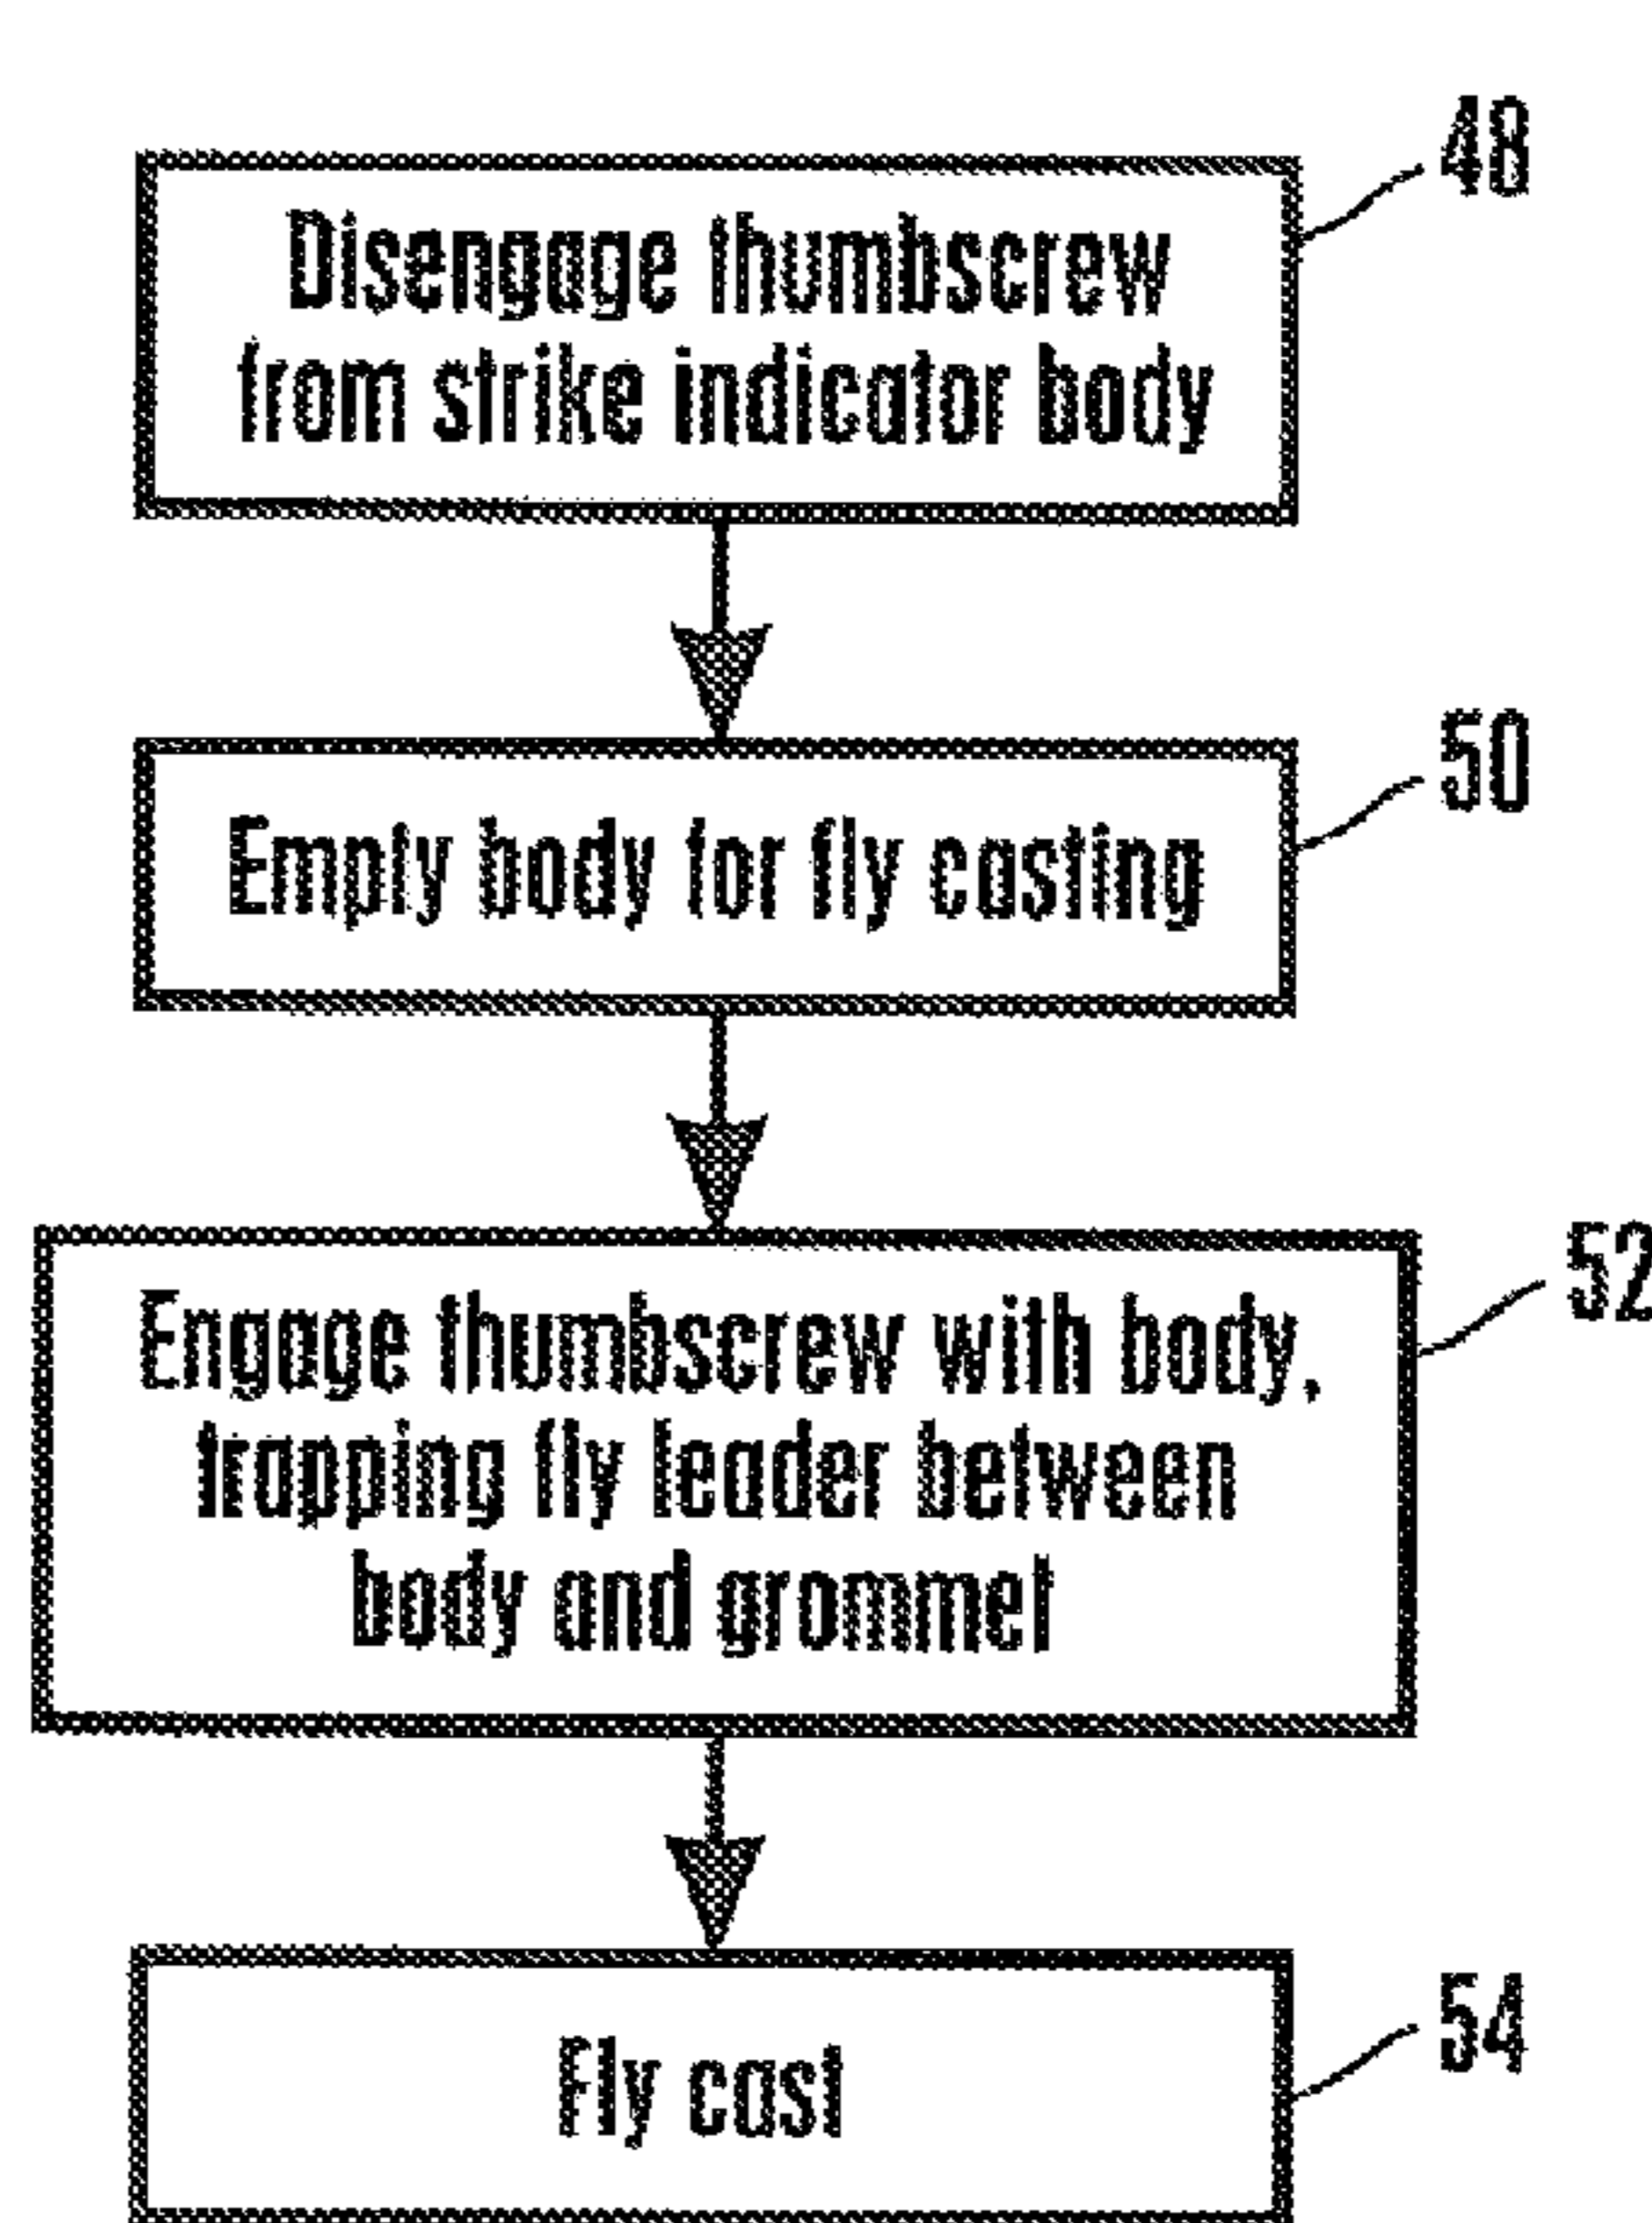 48
Disengage thumbscrew
from strike indicator body
50
Empty body for fly casting
52
Engage thumbscrew with body,
trapping fly leader between
body and grommet
54
Fly cast